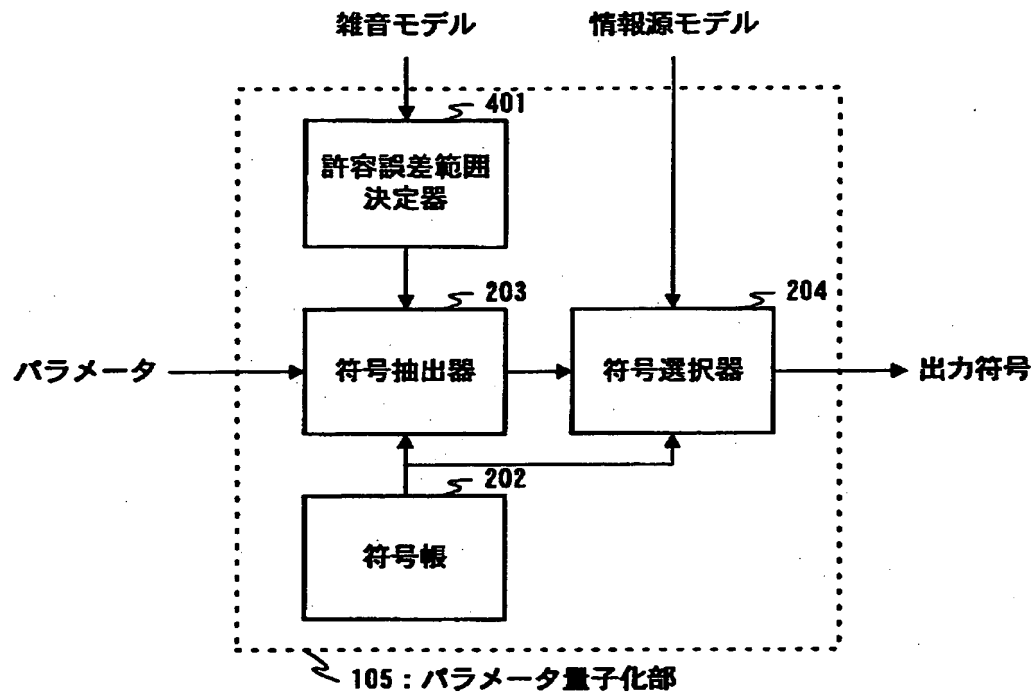 雑音モデル
情報源モデル
401
許容誤差範囲
決定器
203
204
パラメータ
符号抽出器
符号選択器
出力符号
202
符号帳
105：パラメータ量子化部